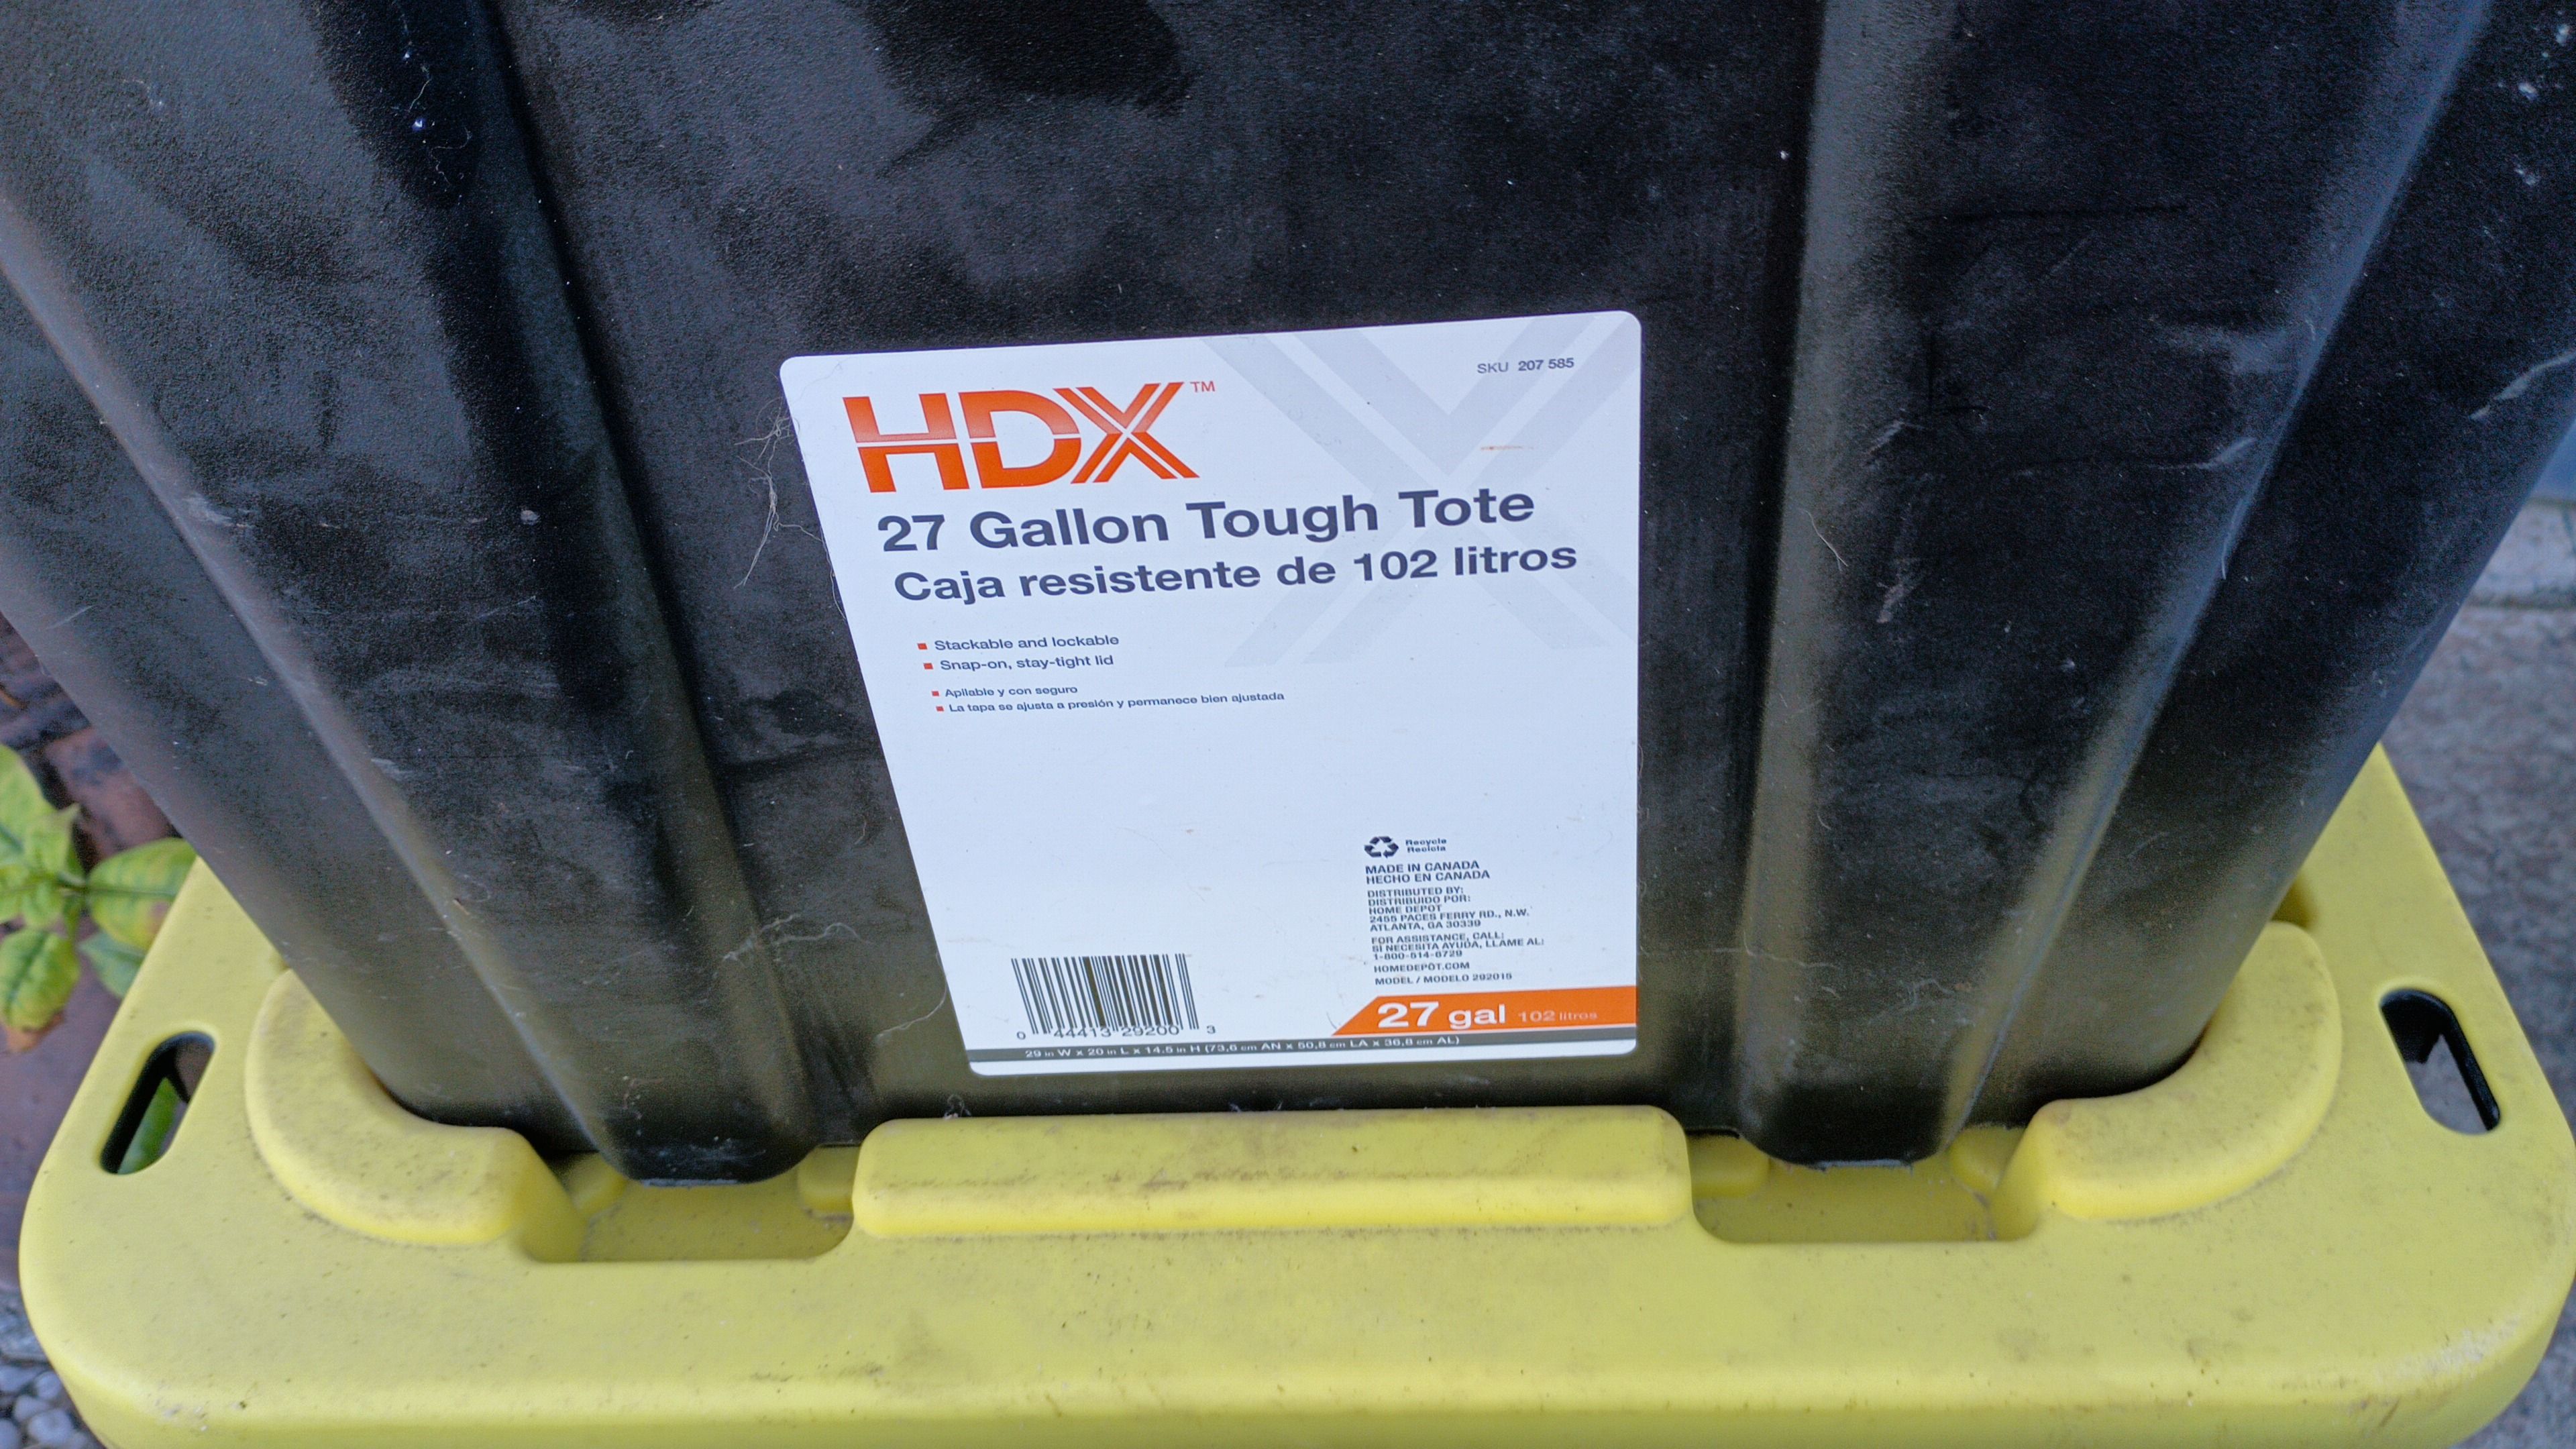 HDX™
SKU 207 585
27 Gallon Tough Tote
Caja resistente de 102 litros
Stackable and lockable
Snap-on, stay-tight lid
Apilable y con seguro
La tapa se ajusta a presión y permanece bien ajustada
Recycle
Recicla
MADE IN CANADA
HECHO EN CANADA
DISTRIBUTED BY:
DISTRIBUIDO POR:
HOME DEPOT
2455 PACES FERRY RD., N.W.
ATLANTA, GA 30339
FOR ASSISTANCE, CALL:
SI NECESITA AYUDA, LLAME AL:
1-800-514-6729
HOMEDEPOT.COM
MODEL / MODELO 292015
0 44413 29200 3
27 gal 102 litros
29 in W x 20 in L x 14.5 in H (73,6 cm AN x 50,8 cm LA x 36,8 cm AL)